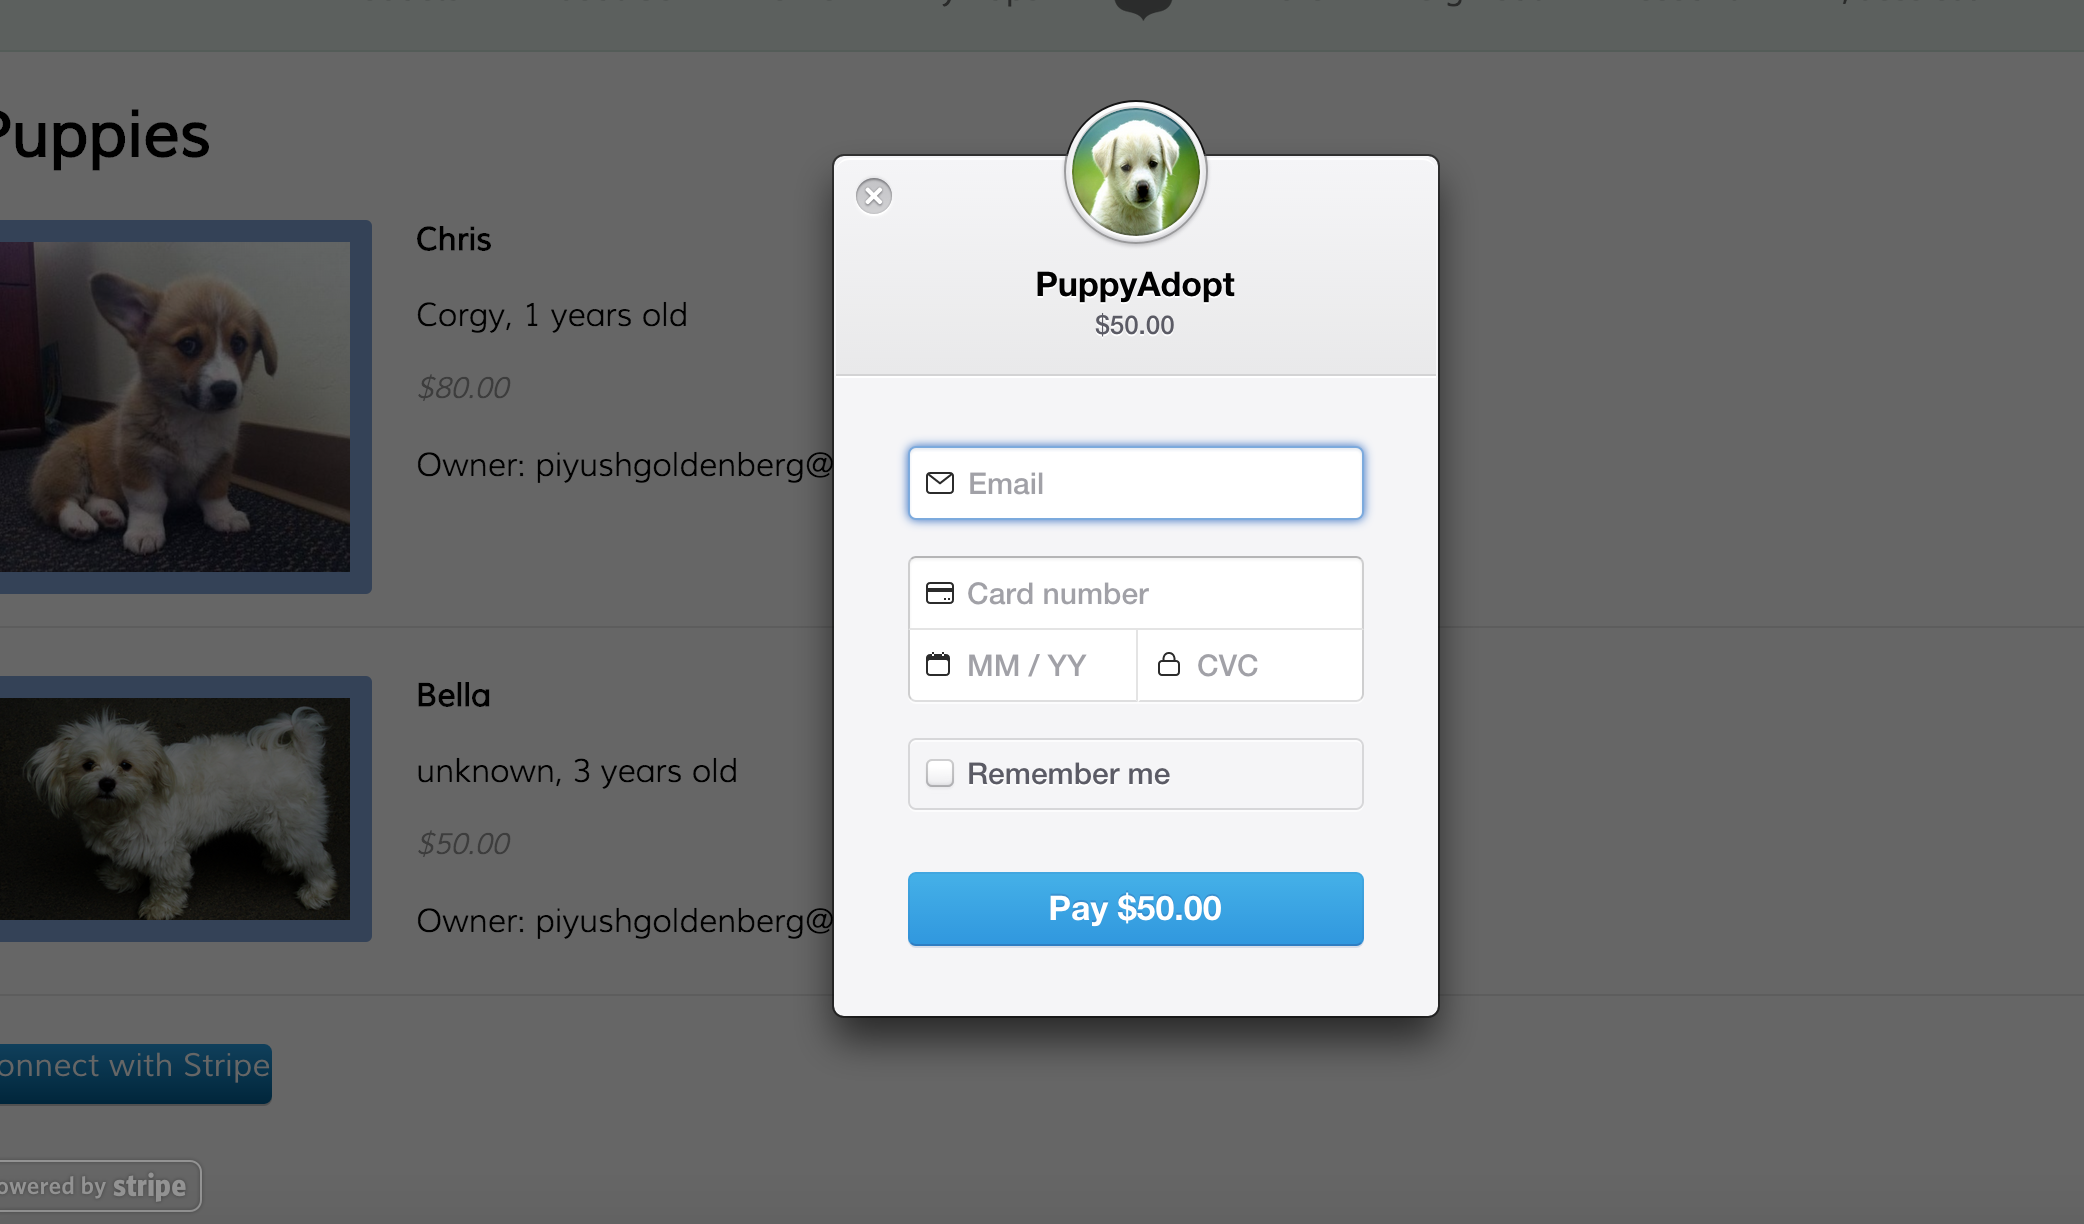 Puppies
Chris
Corgy, 1 years old
$80.00
Owner: piyushgoldenberg@
Bella
unknown, 3 years old
$50.00
Owner: piyushgoldenberg@
onnect with Stripe
owered by stripe
PuppyAdopt
$50.00
Email
Card number
MM / YY
CVC
Remember me
Pay $50.00